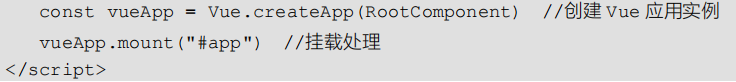 const vueApp = Vue.createApp(RootComponent)  //创建 Vue 应用实例
vueApp.mount("#app")  //挂载处理
</script>